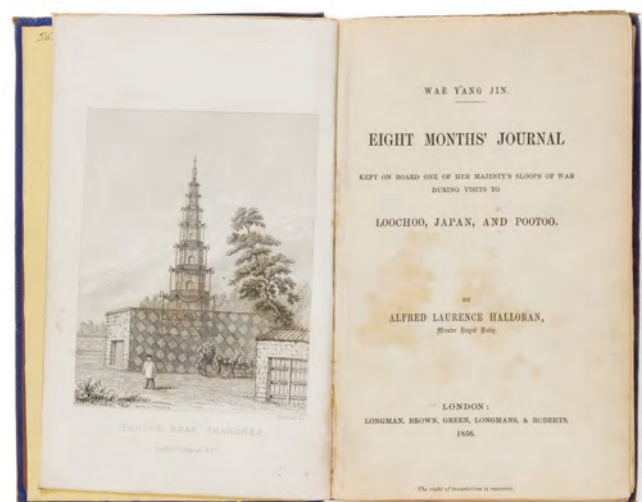 26.
PAGODA NEAR SHANGHAI
WAE YANG JIN.
EIGHT MONTHS' JOURNAL
KEPT ON BOARD ONE OF HER MAJESTY'S SLOOPS OF WAR
DURING VISITS TO
LOOCHOO, JAPAN, AND POOTOO.
BY
ALFRED LAURENCE HALLORAN,
Master Royal Navy.
LONDON:
LONGMAN, BROWN, GREEN, LONGMANS, & ROBERTS,
1856.
The right of translation is reserved.